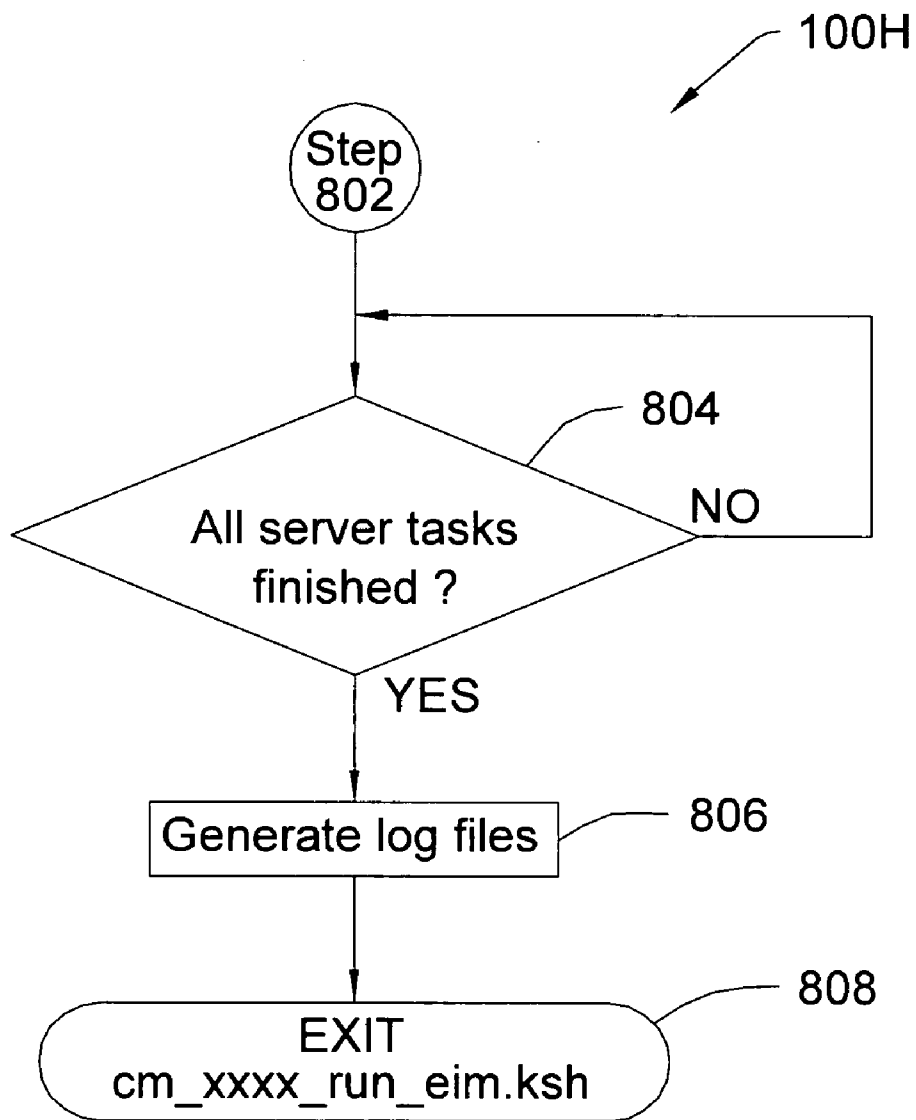 100H
Step
802
804
NO
All server tasks
finished ?
YES
Generate log files
806
808
EXIT
cm_xxxx_run_eim.ksh